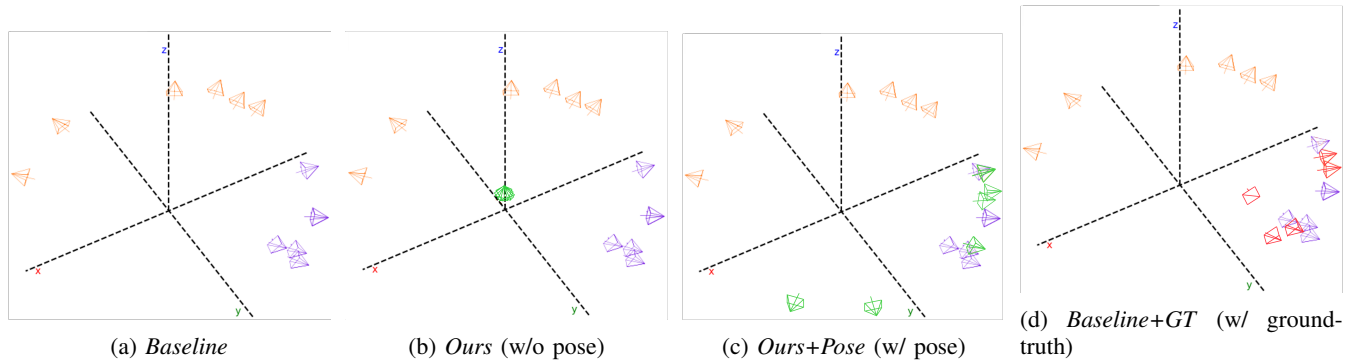 z
x
y
(a) Baseline
z
x
y
(b) Ours (w/o pose)
z
x
y
(c) Ours+Pose (w/ pose)
z
x
y
(d) Baseline+GT (w/ ground-
truth)